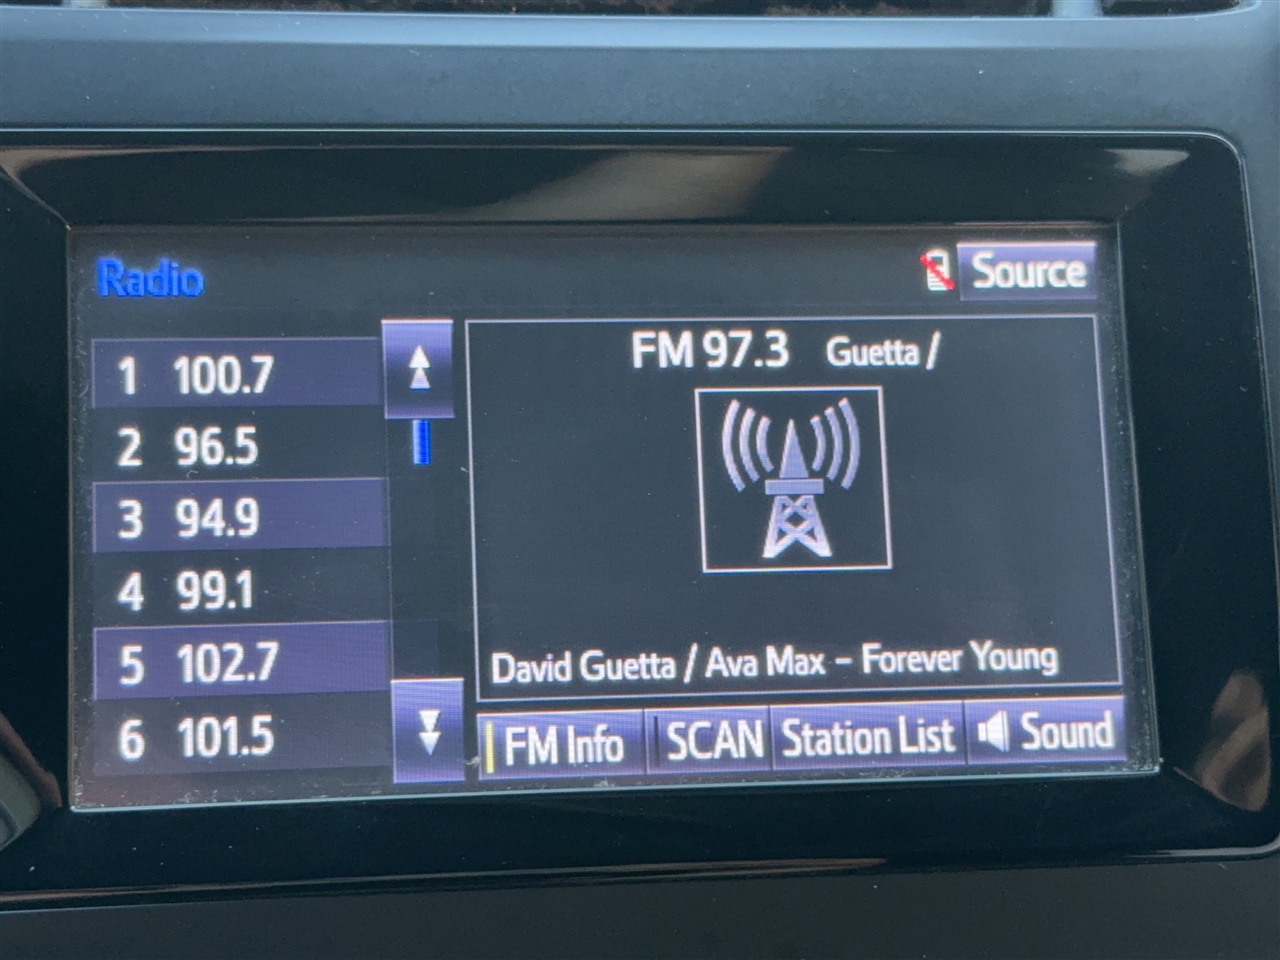 Radio
Source
1 100.7
2 96.5
3 94.9
4 99.1
5 102.7
6 101.5
FM 97.3 Guetta /
David Guetta / Ava Max – Forever Young
FM Info
SCAN
Station List
Sound